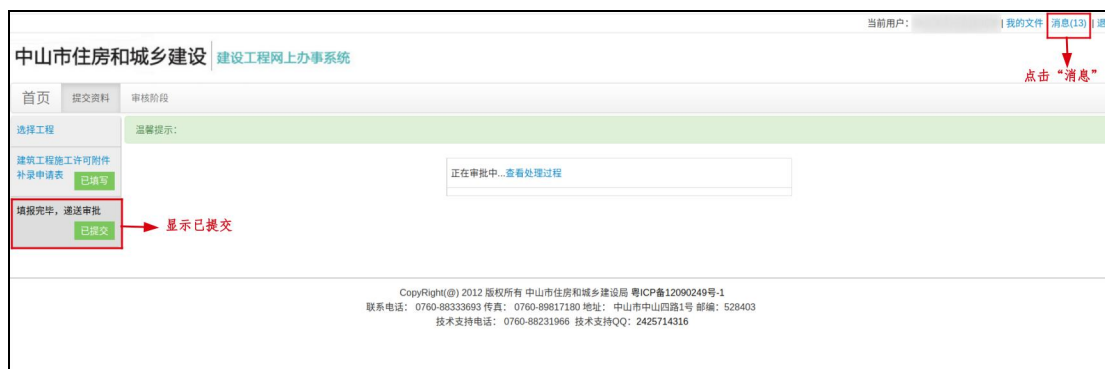 当前用户: | 我的文件 | 消息(13) | 退
中山市住房和城乡建设 建设工程网上办事系统
点击“消息”
首页 提交资料 审核阶段
选择工程
温馨提示:
建筑工程施工许可附件
补录申请表 已填写
正在审批中...查看处理过程
填报完毕，递送审批
已提交
显示已提交
CopyRight(@) 2012 版权所有 中山市住房和城乡建设局 粤ICP备12090249号-1
联系电话： 0760-88333693 传真： 0760-89817180 地址： 中山市中山四路1号 邮编：528403
技术支持电话： 0760-88231966 技术支持QQ：2425714316